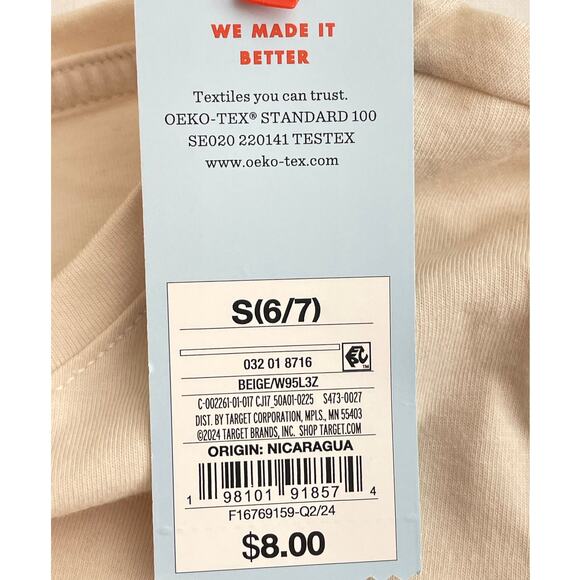 WE MADE IT
BETTER
Textiles you can trust.
OEKO-TEX® STANDARD 100
SE020 220141 TESTEX
www.oeko-tex.com
S(6/7)
032 01 8716
BEIGE/W95L3Z
C-002261-01-017 CJ17_50A01-0225 S473-0027
DIST. BY TARGET CORPORATION, MPLS., MN 55403
©2024 TARGET BRANDS, INC. SHOP TARGET.COM
ORIGIN: NICARAGUA
1 98101 91857 4
F16769159-Q2/24
$8.00